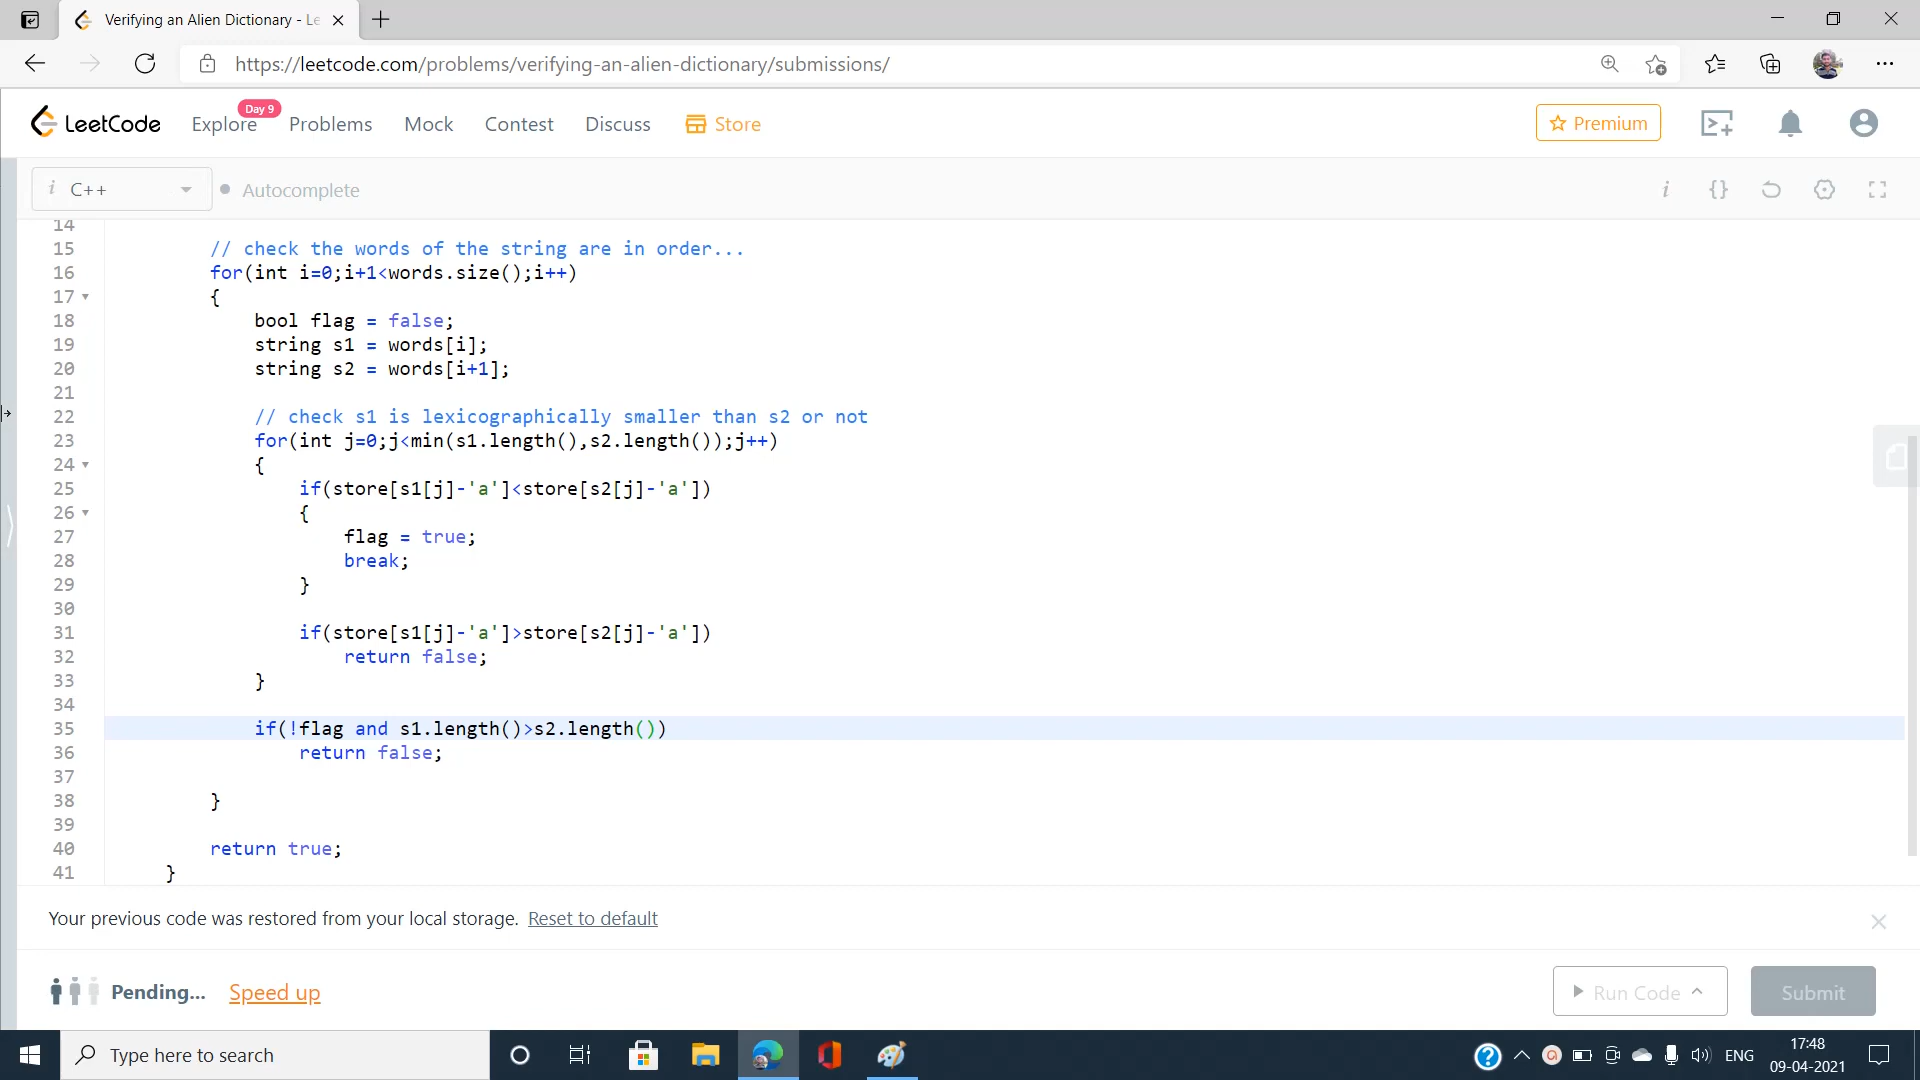 Verifying an Alien Dictionary - Le
https://leetcode.com/problems/verifying-an-alien-dictionary/submissions/
LeetCode Explore Day 9 Problems Mock Contest Discuss Store Premium
i C++ Autocomplete i {}
14
15 // check the words of the string are in order...
16 for(int i=0;i+1<words.size();i++)
17 {
18 bool flag = false;
19 string s1 = words[i];
20 string s2 = words[i+1];
21
22 // check s1 is lexicographically smaller than s2 or not
23 for(int j=0;j<min(s1.length(),s2.length());j++)
24 {
25 if(store[s1[j]-'a']<store[s2[j]-'a'])
26 {
27 flag = true;
28 break;
29 }
30
31 if(store[s1[j]-'a']>store[s2[j]-'a'])
32 return false;
33 }
34
35 if(!flag and s1.length()>s2.length())
36 return false;
37
38 }
39
40 return true;
41 }
Your previous code was restored from your local storage. Reset to default
Pending... Speed up Run Code Submit
Type here to search ENG 17:48
09-04-2021